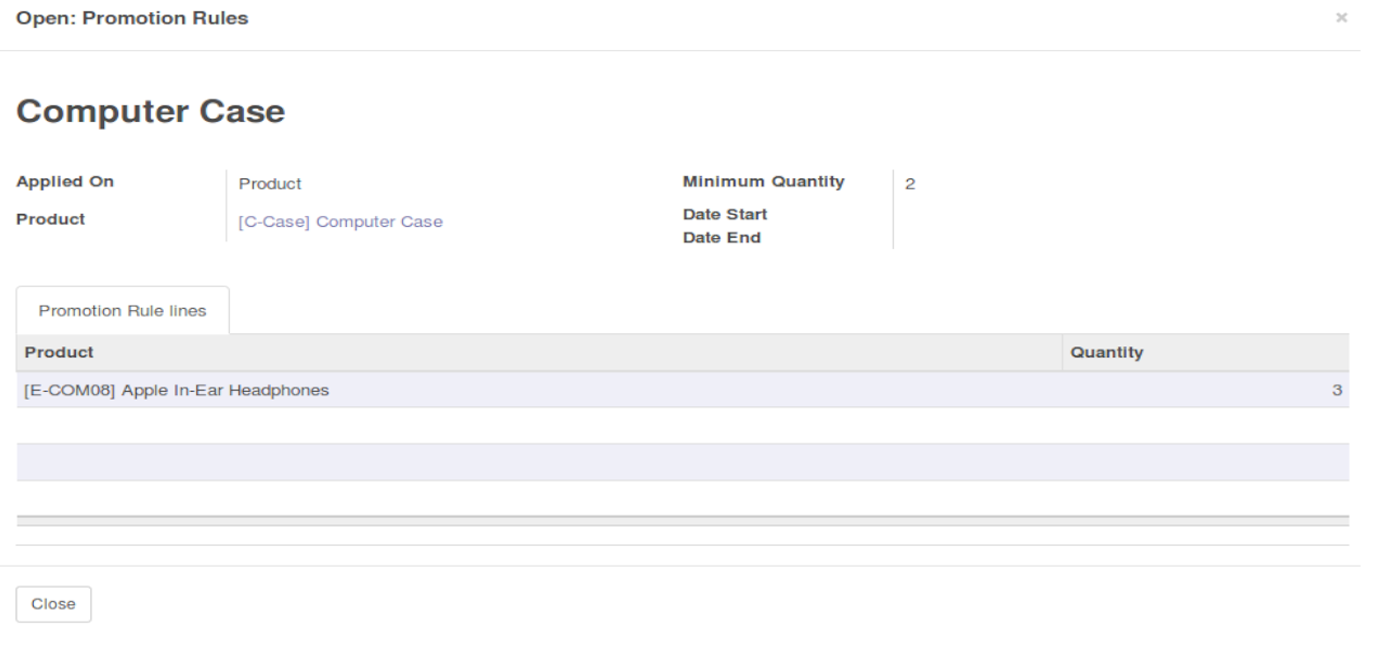 Open: Promotion Rules ×
Computer Case
Applied On Product Minimum Quantity 2
Product [C-Case] Computer Case Date Start
Date End
Promotion Rule lines
Product Quantity
[E-COM08] Apple In-Ear Headphones 3
Close